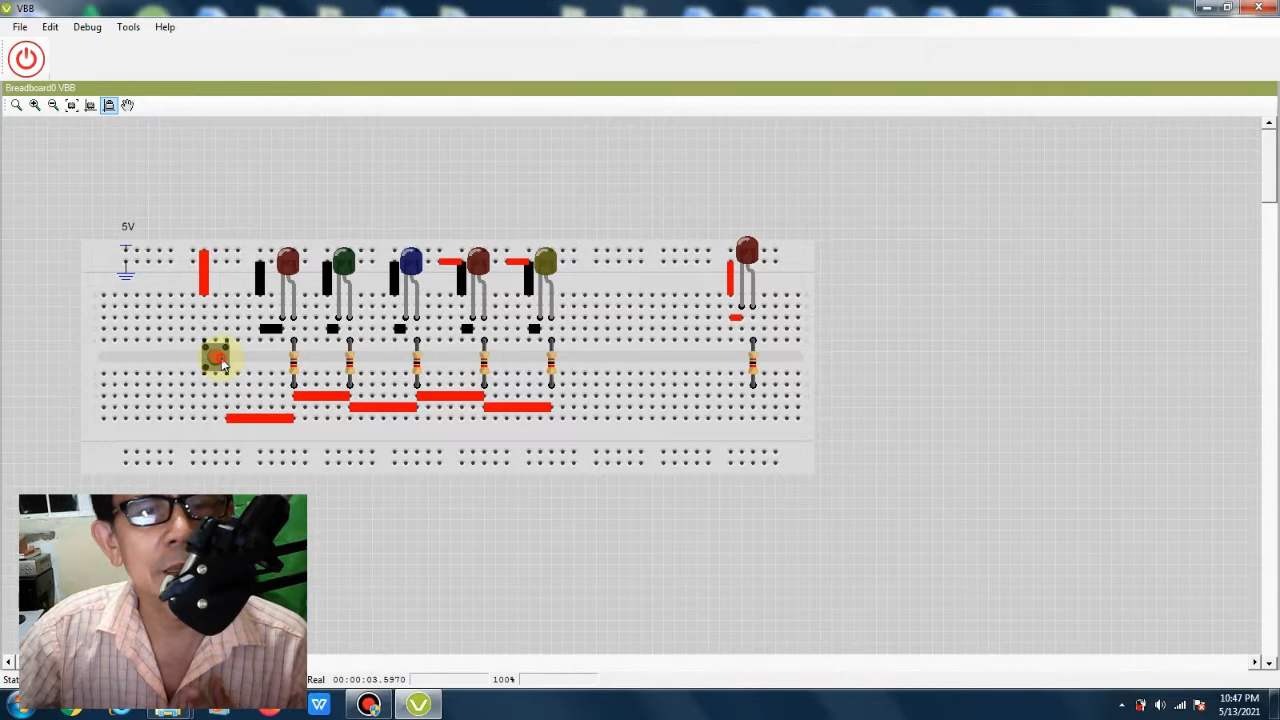 VBB
File Edit Debug Tools Help
Breadboard0.VBB
5V
Stat
Real 00:00:03.5970 100%
W
10:47 PM
5/13/2021